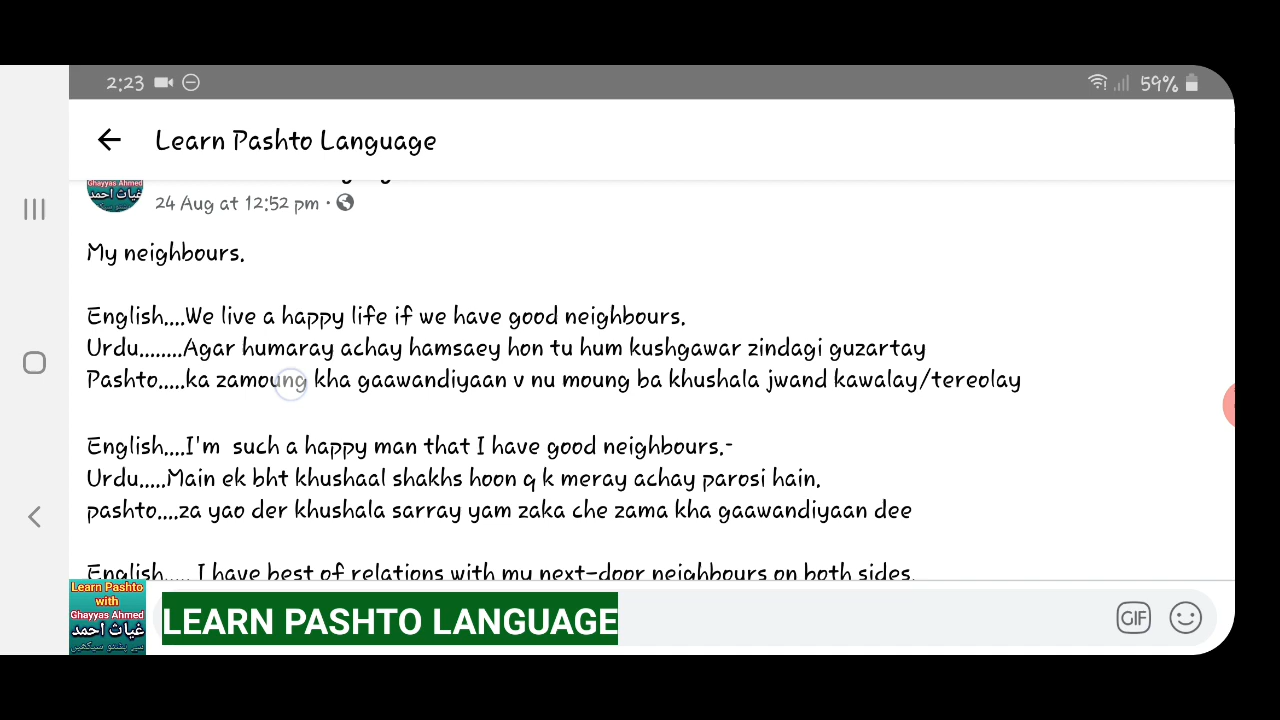 2:23
59%
Learn Pashto Language
24 Aug at 12:52 pm ·
My neighbours.
English....We live a happy life if we have good neighbours.
Urdu........Agar humaray achay hamsaey hon tu hum kushgawar zindagi guzartay
Pashto.....ka zamoung kha gaawandiyaan v nu moung ba khushala jwand kawalay/tereolay
English....I'm such a happy man that I have good neighbours.-
Urdu.....Main ek bht khushaal shakhs hoon q k meray achay parosi hain.
pashto....za yao der khushala sarray yam zaka che zama kha gaawandiyaan dee
English..... I have best of relations with my next-door neighbours on both sides.
Learn Pashto
with
Ghayyas Ahmed
غیاث احمد
سے پښتو سیکھیں
LEARN PASHTO LANGUAGE
GIF